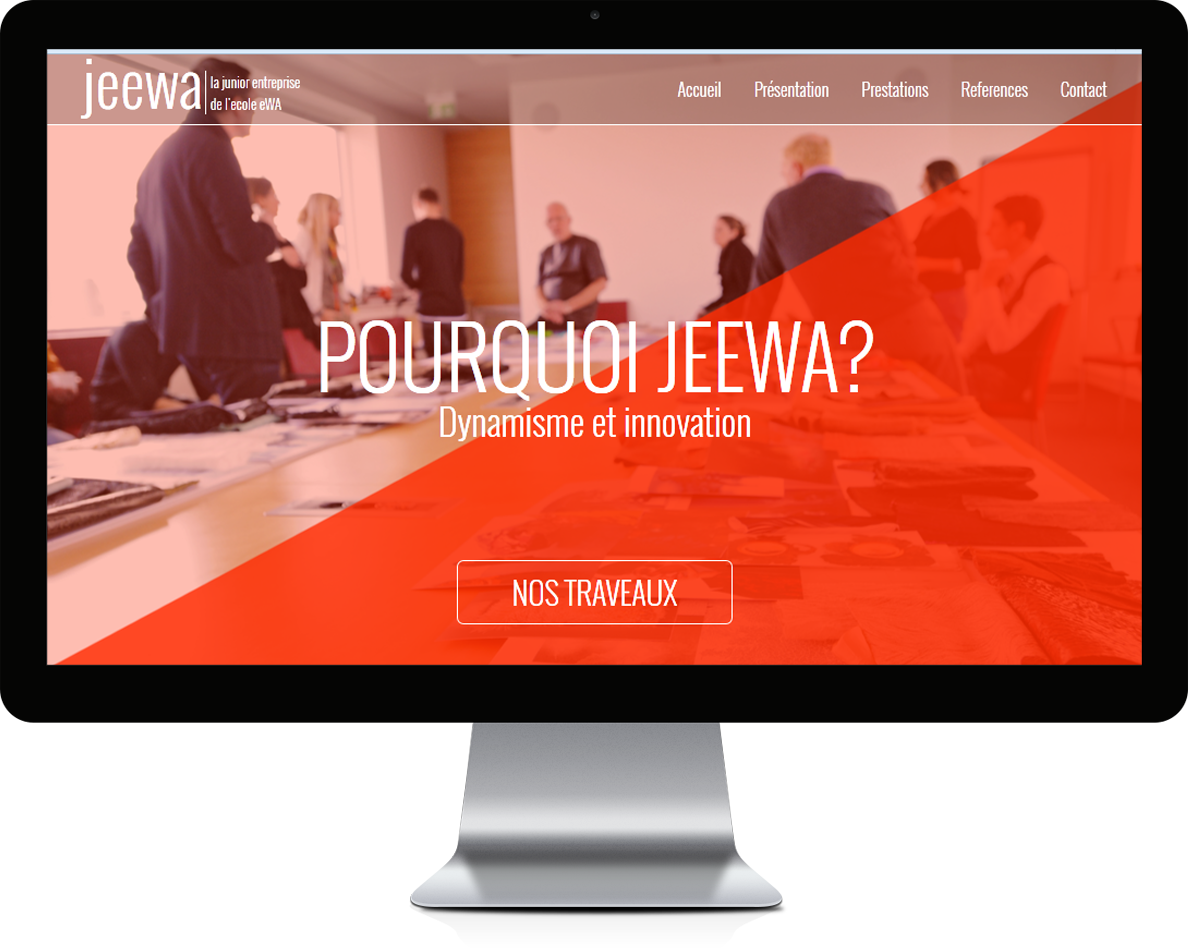 jeewa
la junior entreprise
de l'ecole eWA
Accueil Présentation Prestations References Contact
POURQUOI JEEWA?
Dynamisme et innovation
NOS TRAVEAUX